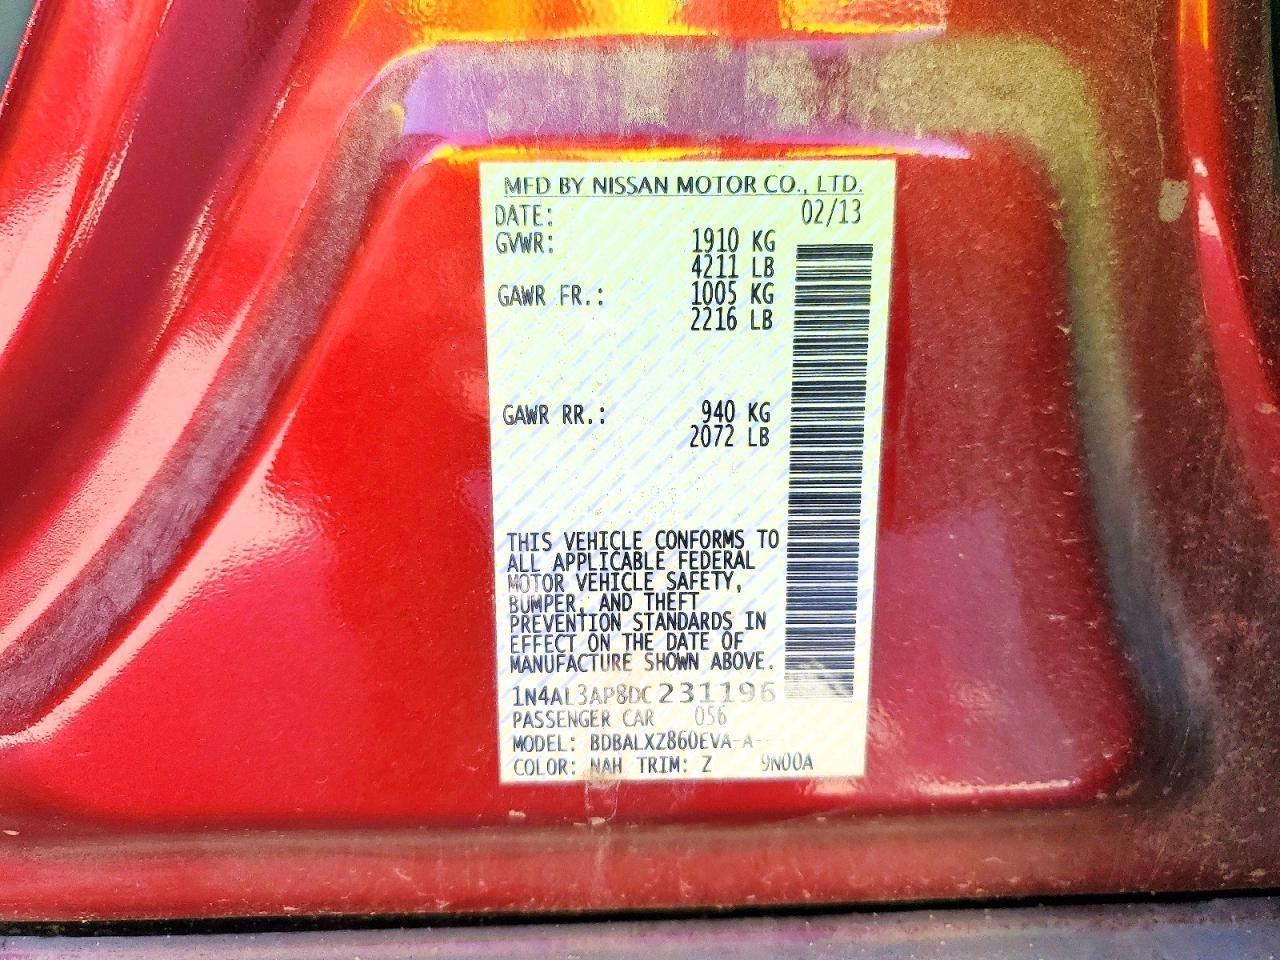 MFD BY NISSAN MOTOR CO., LTD.
DATE: 02/13
GVWR: 1910 KG
4211 LB
GAWR FR.: 1005 KG
2216 LB
GAWR RR.: 940 KG
2072 LB
THIS VEHICLE CONFORMS TO
ALL APPLICABLE FEDERAL
MOTOR VEHICLE SAFETY,
BUMPER, AND THEFT
PREVENTION STANDARDS IN
EFFECT ON THE DATE OF
MANUFACTURE SHOWN ABOVE.
1N4AL3AP8DC231196
PASSENGER CAR 056
MODEL: BDBALXZ860EVA-A-
COLOR: NAH TRIM: Z 9N00A